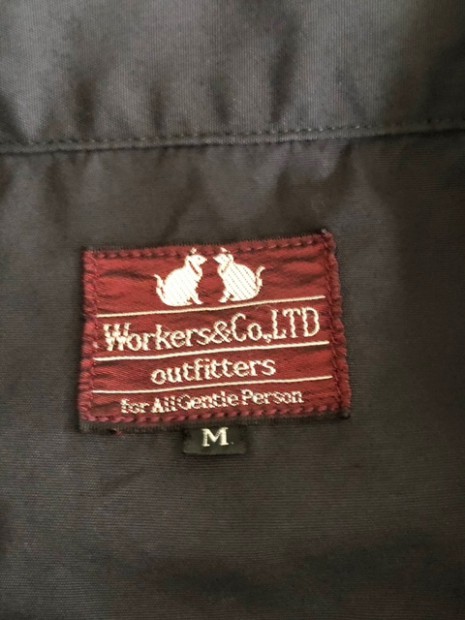 Workers&Co.,LTD
outfitters
for All Gentle Person
M